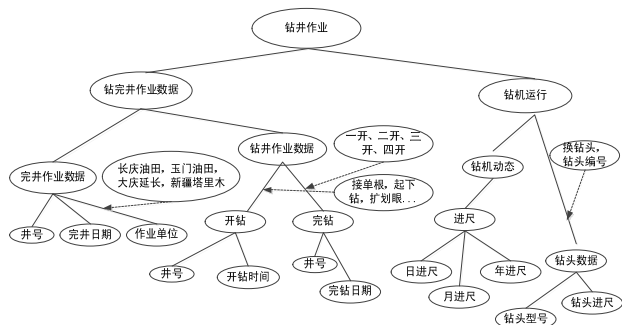 钻井作业
钻完井作业数据
钻机运行
一开、二开、三
开、四开
钻井作业数据
换钻头,
钻头编号
完井作业数据
长庆油田，玉门油田，
大庆延长，新疆塔里木
钻机动态
接单根，起下
钻，扩划眼...
井号
完井日期
作业单位
开钻
完钻
进尺
井号
开钻时间
井号
完钻日期
日进尺
月进尺
年进尺
钻头数据
钻头型号
钻头进尺